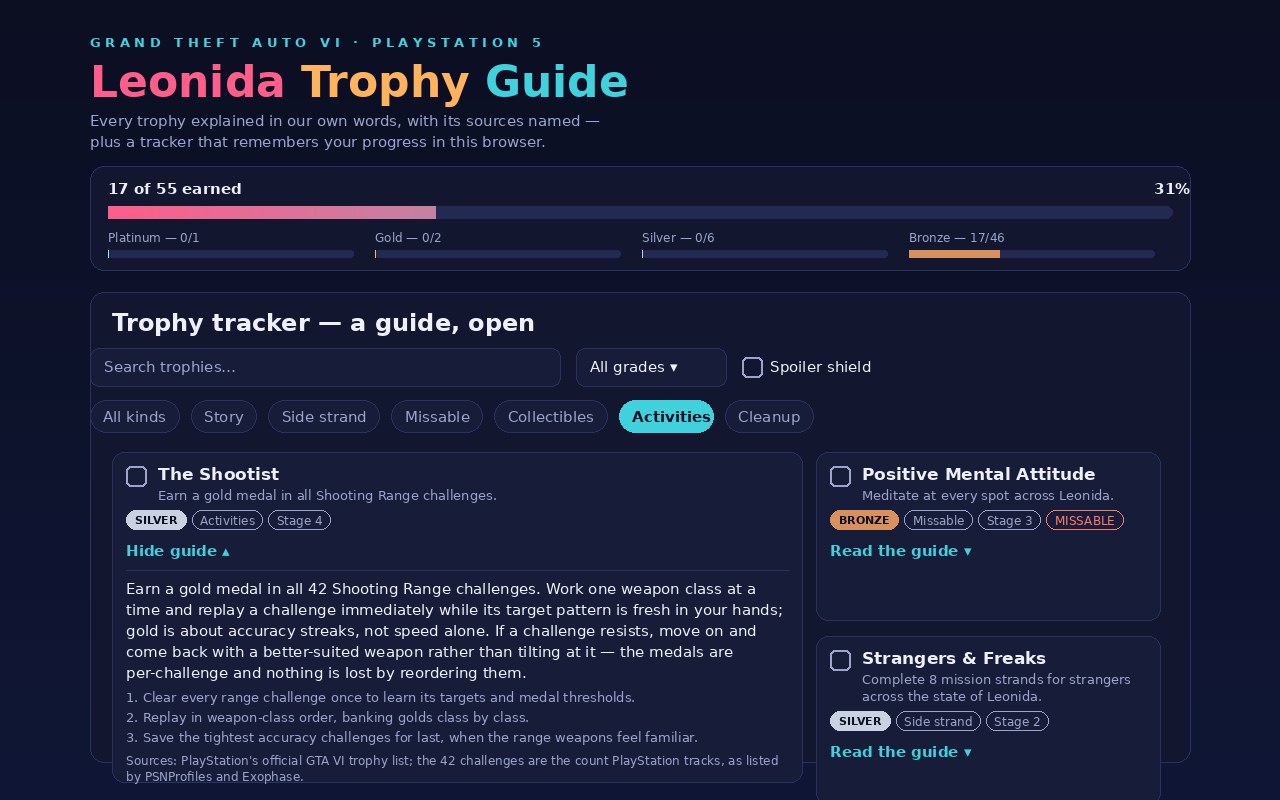 GRAND THEFT AUTO VI · PLAYSTATION 5
Leonida Trophy Guide
Every trophy explained in our own words, with its sources named —
plus a tracker that remembers your progress in this browser.
17 of 55 earned
31%
Platinum — 0/1
Gold — 0/2
Silver — 0/6
Bronze — 17/46
Trophy tracker — a guide, open
Search trophies...
All grades ▾
Spoiler shield
All kinds
Story
Side strand
Missable
Collectibles
Activities
Cleanup
The Shootist
Earn a gold medal in all Shooting Range challenges.
SILVER
Activities
Stage 4
Hide guide ▴
Earn a gold medal in all 42 Shooting Range challenges. Work one weapon class at a
time and replay a challenge immediately while its target pattern is fresh in your hands;
gold is about accuracy streaks, not speed alone. If a challenge resists, move on and
come back with a better-suited weapon rather than tilting at it — the medals are
per-challenge and nothing is lost by reordering them.
1. Clear every range challenge once to learn its targets and medal thresholds.
2. Replay in weapon-class order, banking golds class by class.
3. Save the tightest accuracy challenges for last, when the range weapons feel familiar.
Sources: PlayStation's official GTA VI trophy list; the 42 challenges are the count PlayStation tracks, as listed
by PSNProfiles and Exophase.
Positive Mental Attitude
Meditate at every spot across Leonida.
BRONZE
Missable
Stage 3
MISSABLE
Read the guide ▾
Strangers & Freaks
Complete 8 mission strands for strangers
across the state of Leonida.
SILVER
Side strand
Stage 2
Read the guide ▾